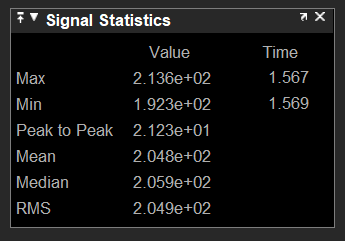 Signal Statistics
Value Time
Max 2.136e+02 1.567
Min 1.923e+02 1.569
Peak to Peak 2.123e+01
Mean 2.048e+02
Median 2.059e+02
RMS 2.049e+02